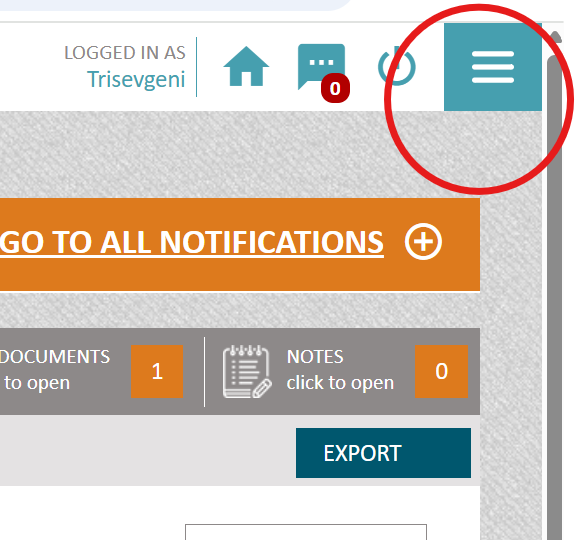 LOGGED IN AS
Trisevgeni
0
GO TO ALL NOTIFICATIONS
DOCUMENTS
to open
1
NOTES
click to open
0
EXPORT